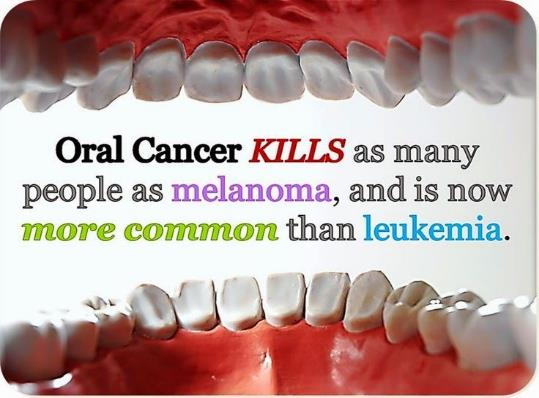 Oral Cancer KILLS as many
people as melanoma, and is now
more common than leukemia.